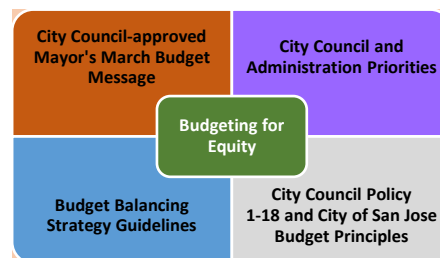 City Council-approved
Mayor's March Budget
Message
City Council and
Administration Priorities
Budgeting for
Equity
Budget Balancing
Strategy Guidelines
City Council Policy
1-18 and City of San Jose
Budget Principles